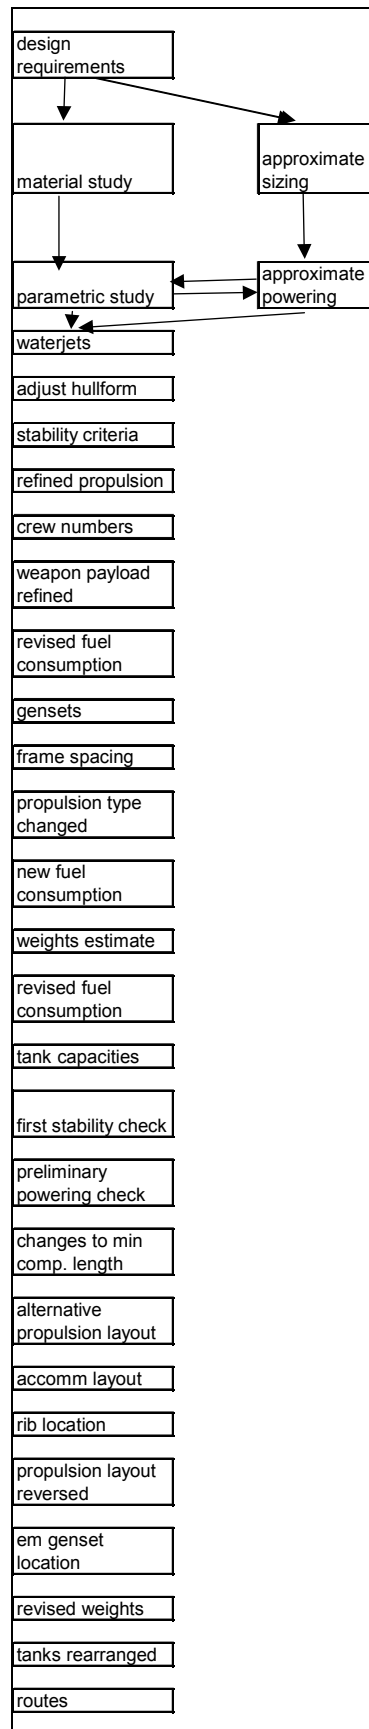 design
requirements
material study
approximate
sizing
parametric study
approximate
powering
waterjets
adjust hullform
stability criteria
refined propulsion
crew numbers
weapon payload
refined
revised fuel
consumption
gensets
frame spacing
propulsion type
changed
new fuel
consumption
weights estimate
revised fuel
consumption
tank capacities
first stability check
preliminary
powering check
changes to min
comp. length
alternative
propulsion layout
accomm layout
rib location
propulsion layout
reversed
em genset
location
revised weights
tanks rearranged
routes